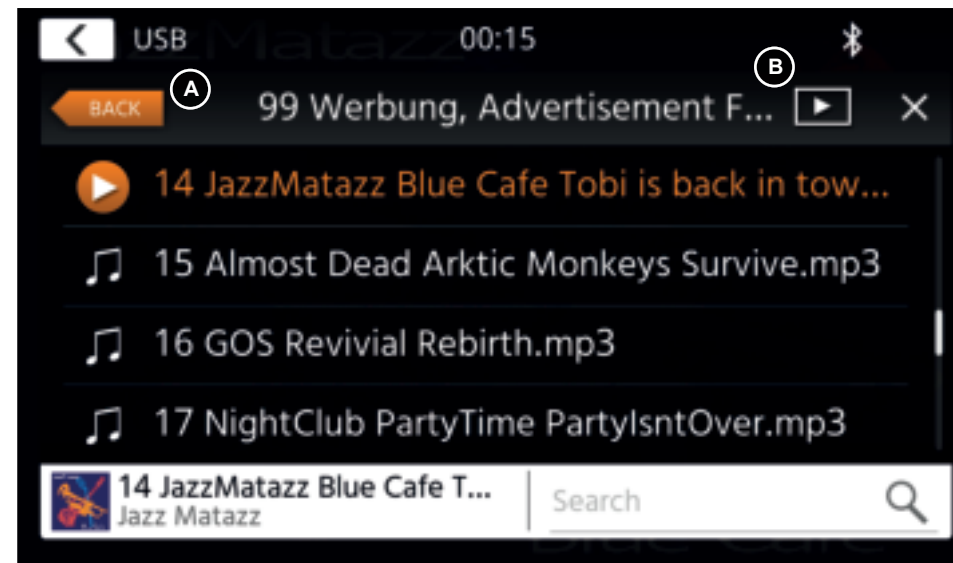 USB 00:15
BACK A 99 Werbung, Advertisement F... B
14 JazzMatazz Blue Cafe Tobi is back in tow...
15 Almost Dead Arktic Monkeys Survive.mp3
16 GOS Revivial Rebirth.mp3
17 NightClub PartyTime PartyIsntOver.mp3
14 JazzMatazz Blue Cafe T...
Jazz Matazz
Search